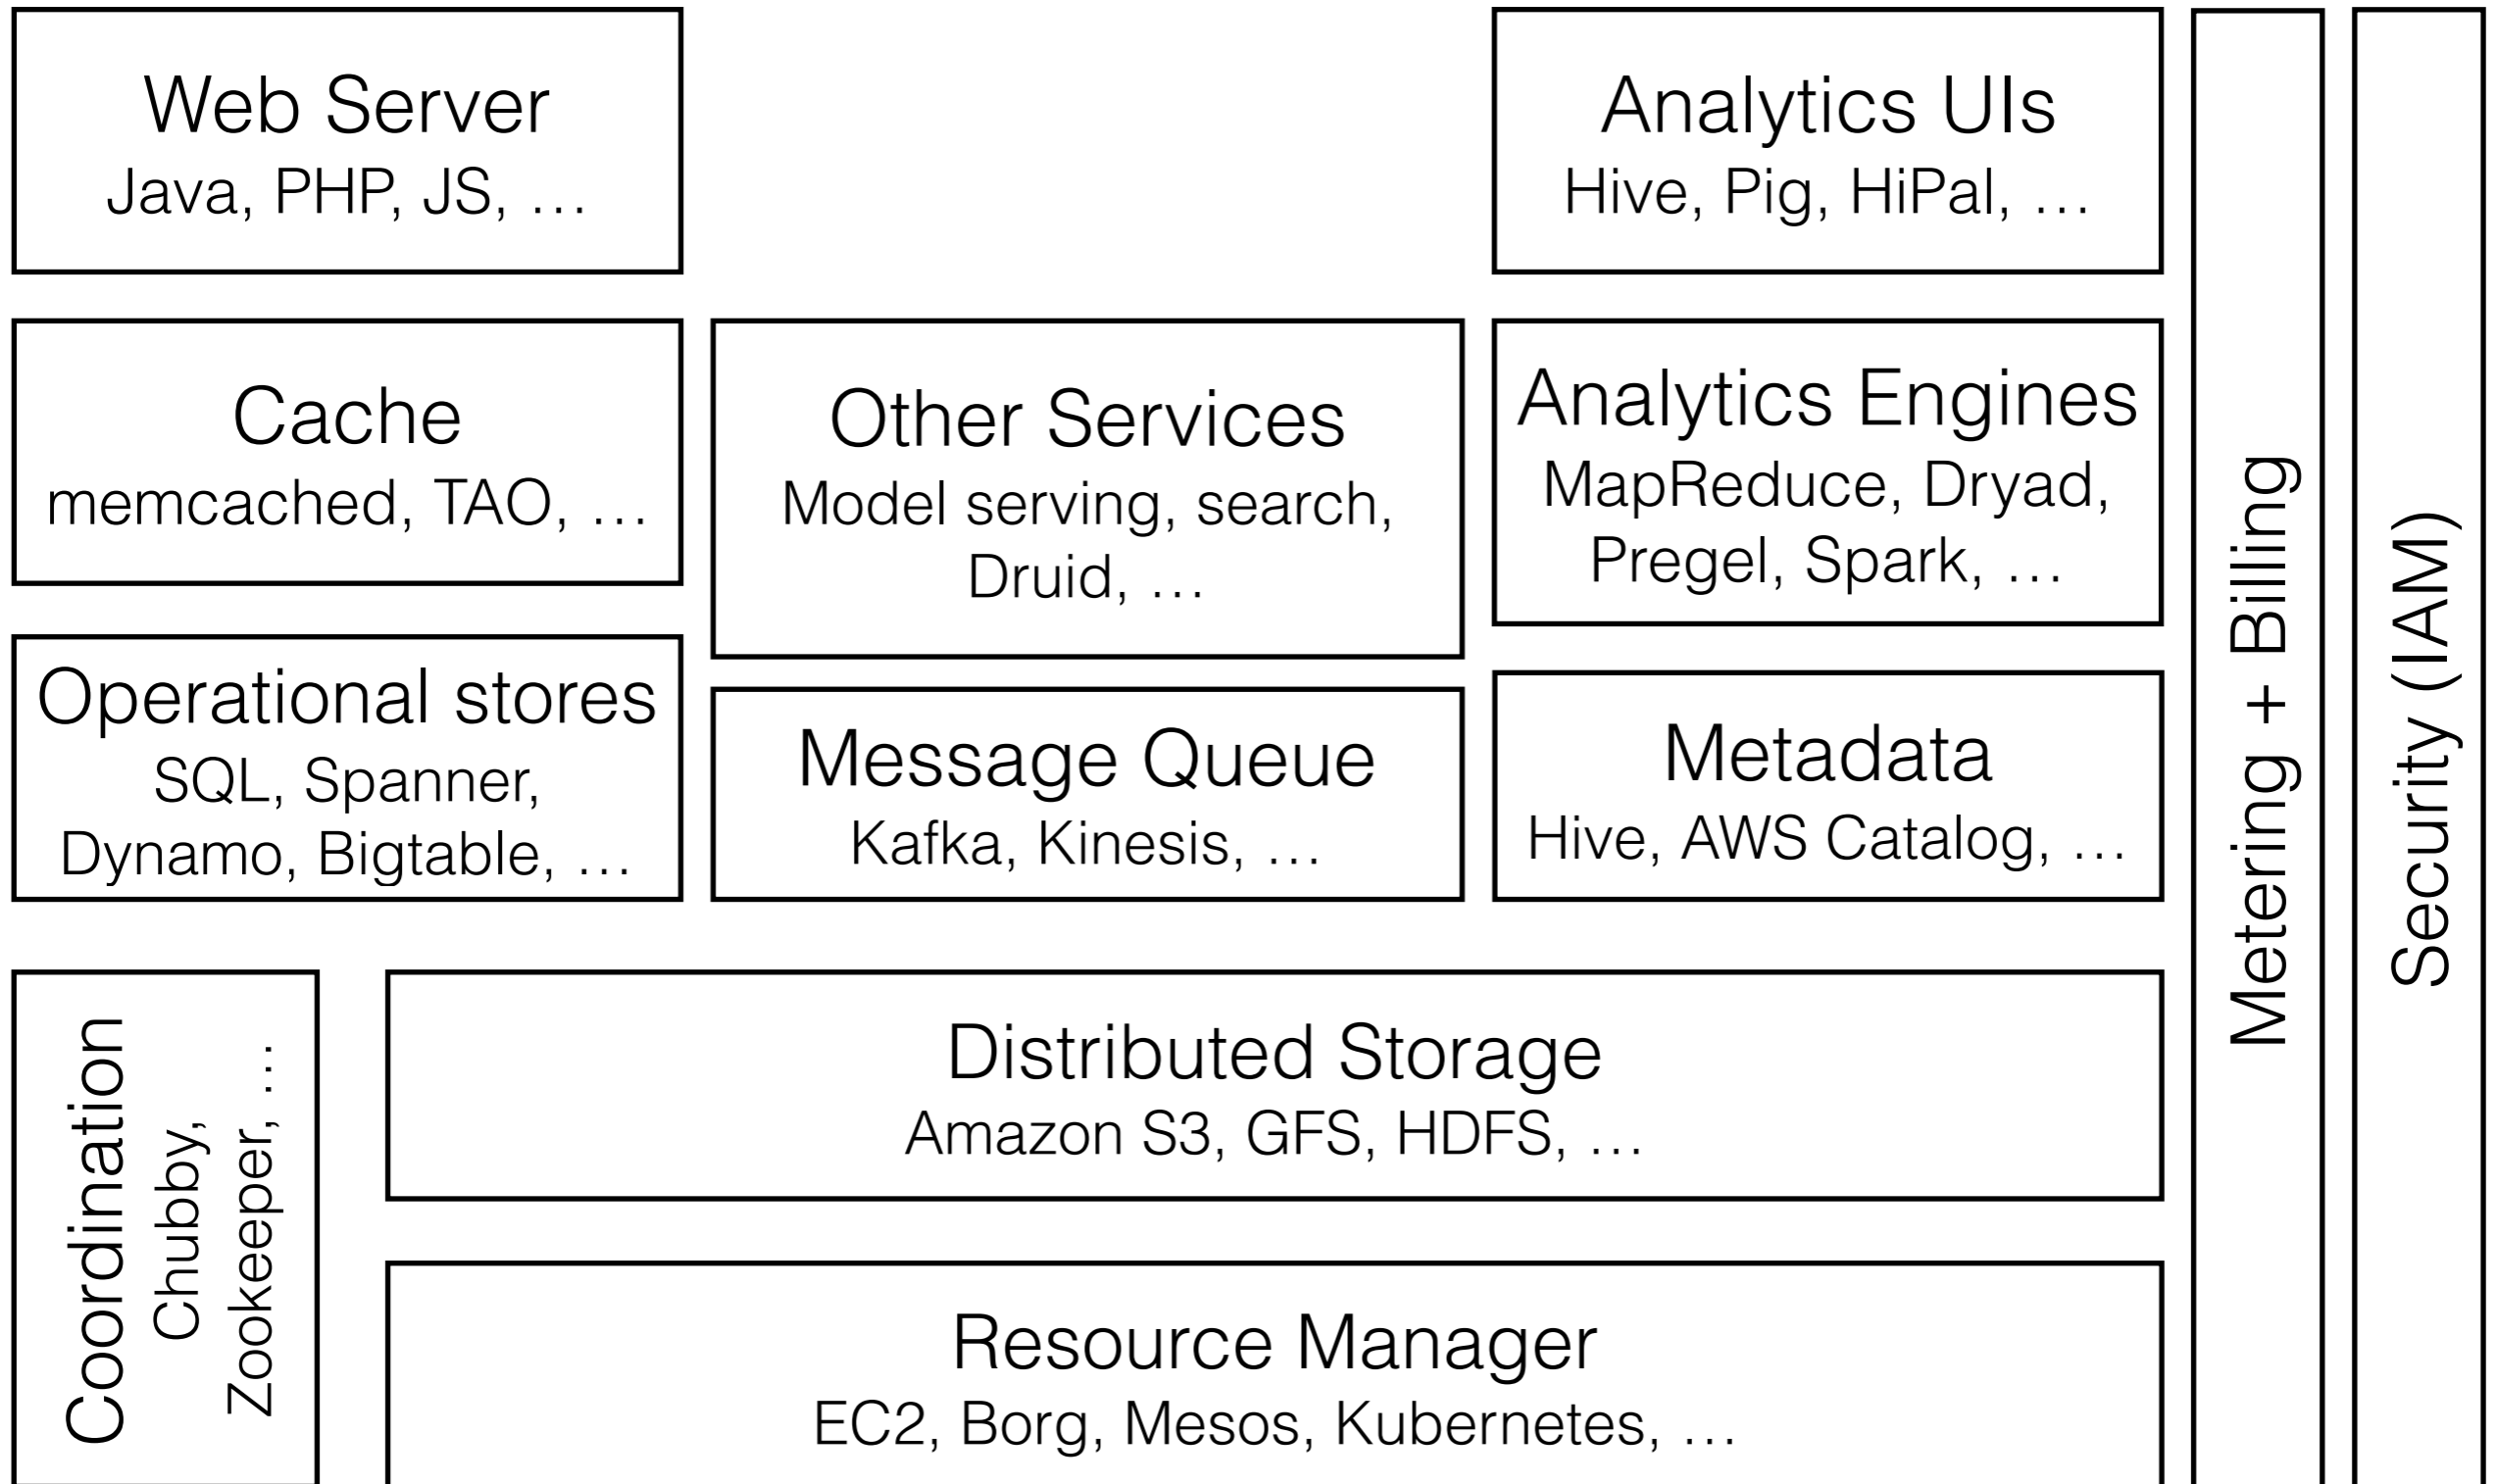 Web Server
Java, PHP, JS, …
Analytics UIs
Hive, Pig, HiPal, …
Cache
memcached, TAO, …
Other Services
Model serving, search,
Druid, …
Analytics Engines
MapReduce, Dryad,
Pregel, Spark, …
Operational stores
SQL, Spanner,
Dynamo, Bigtable, …
Message Queue
Kafka, Kinesis, …
Metadata
Hive, AWS Catalog, …
Coordination
Chubby,
Zookeeper, …
Distributed Storage
Amazon S3, GFS, HDFS, …
Resource Manager
EC2, Borg, Mesos, Kubernetes, …
Metering + Billing
Security (IAM)